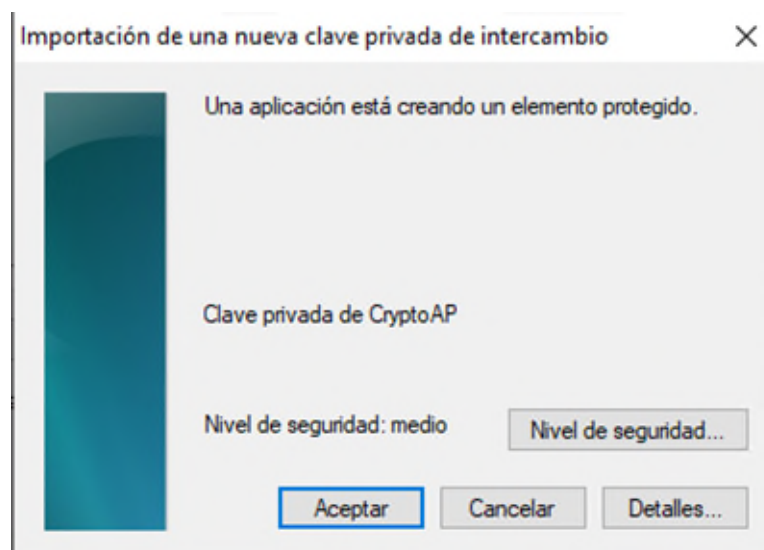 Importación de una nueva clave privada de intercambio
Una aplicación está creando un elemento protegido.
Clave privada de CryptoAP
Nivel de seguridad: medio
Nivel de seguridad...
Aceptar
Cancelar
Detalles...